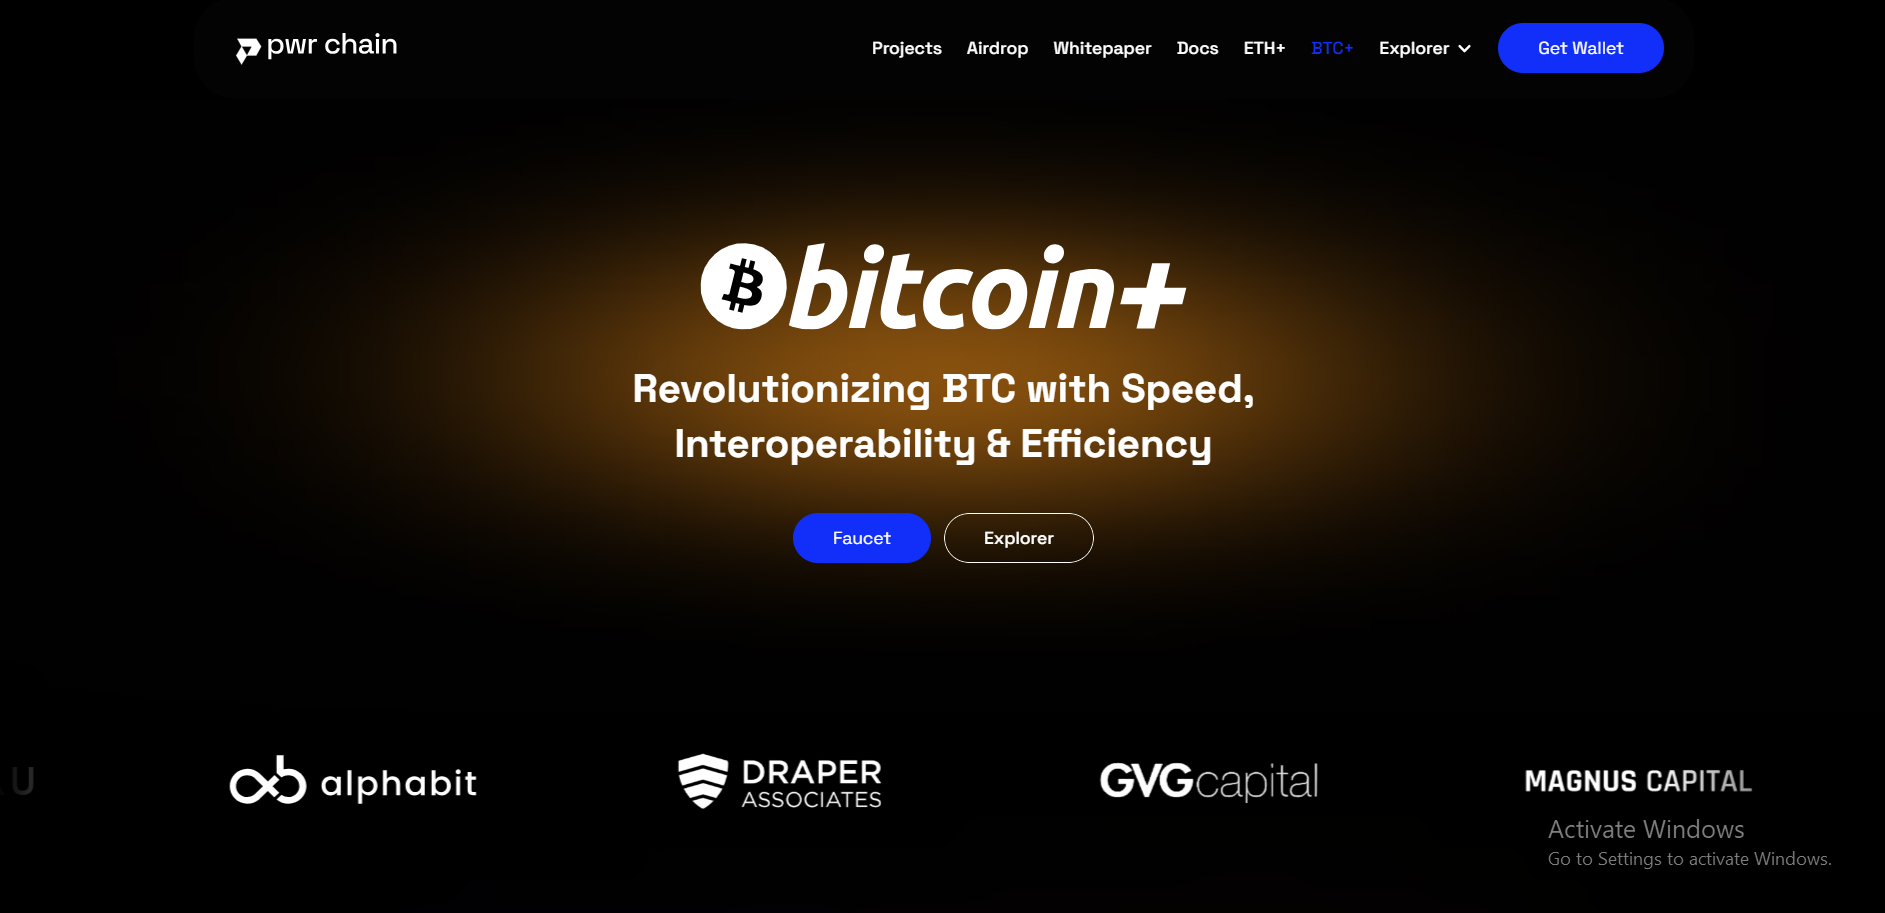 pwr chain
Projects Airdrop Whitepaper Docs ETH+ BTC+ Explorer Get Wallet
bitcoin+
Revolutionizing BTC with Speed,
Interoperability & Efficiency
Faucet Explorer
U alphabit DRAPER ASSOCIATES GVGcapital MAGNUS CAPITAL
Activate Windows
Go to Settings to activate Windows.